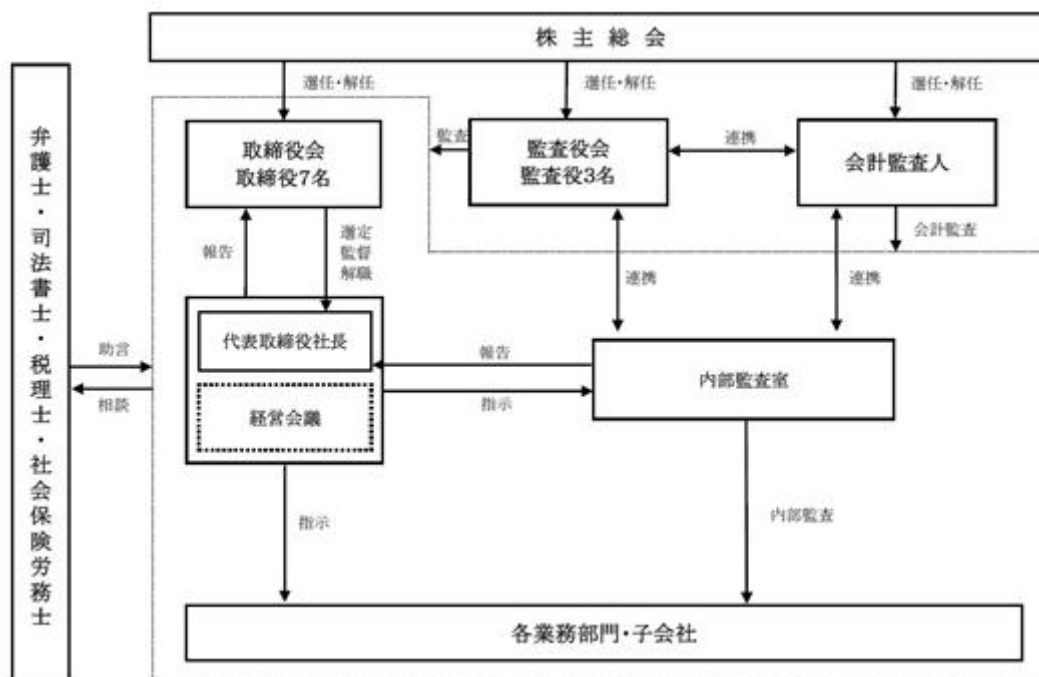 株主総会
選任・解任
選任・解任
選任・解任
弁護士・司法書士・税理士・社会保険労務士
取締役会
取締役7名
監査
監査役会
監査役3名
連携
会計監査人
報告
選定
監督
解職
会計監査
連携
連携
代表取締役社長
経営会議
報告
指示
内部監査室
助言
相談
指示
内部監査
各業務部門・子会社